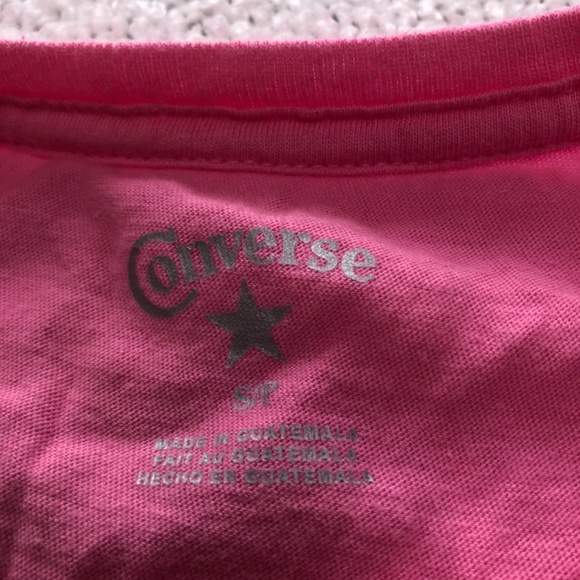 Converse
S/P
MADE IN GUATEMALA
FAIT AU GUATEMALA
HECHO EN GUATEMALA